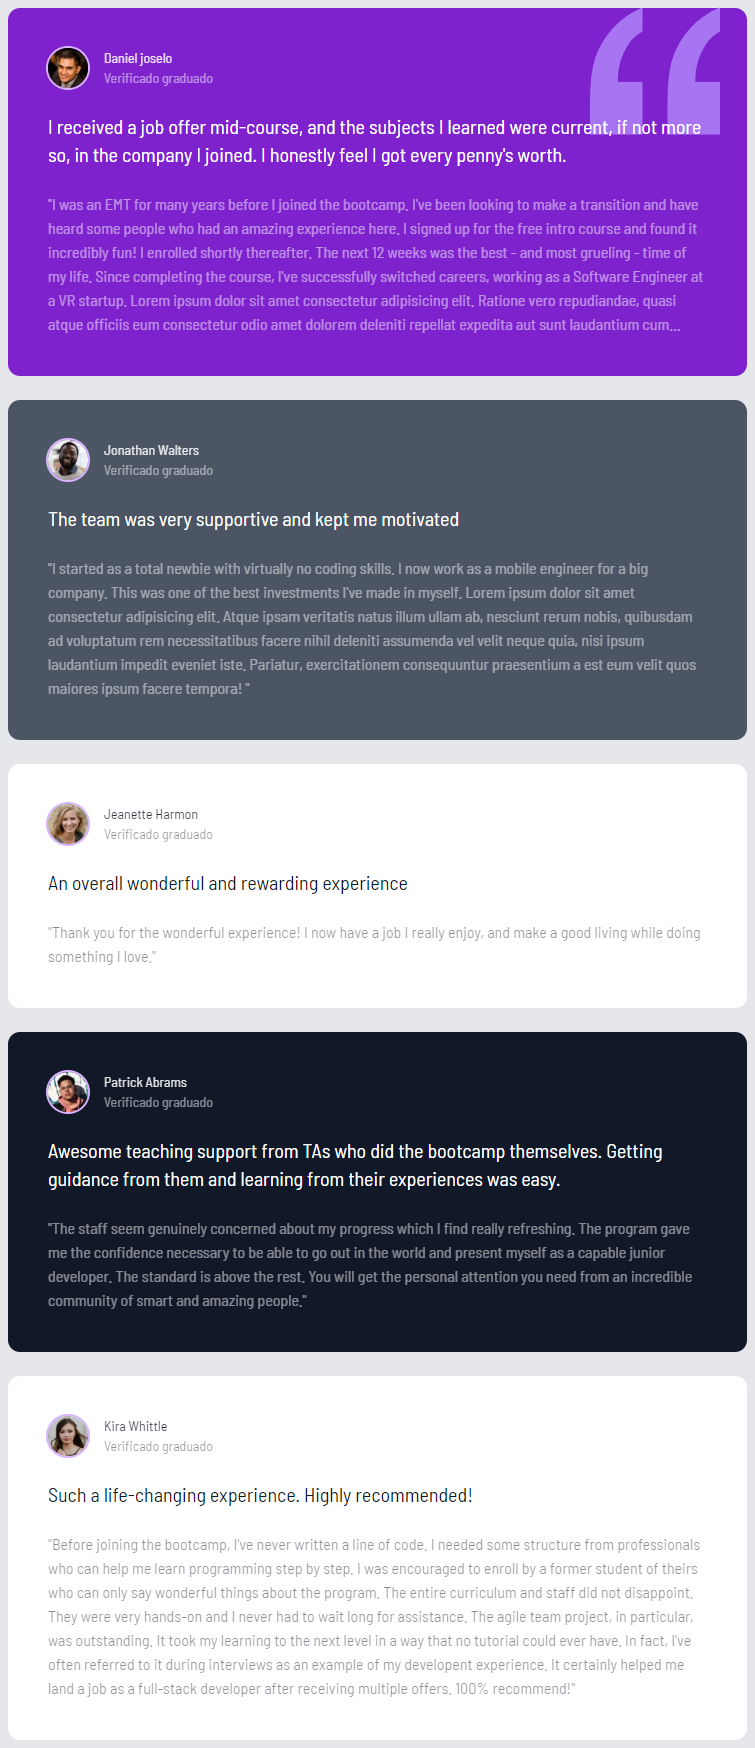 Daniel joselo
Verificado graduado
I received a job offer mid-course, and the subjects I learned were current, if not more
so, in the company I joined. I honestly feel I got every penny's worth.
"I was an EMT for many years before I joined the bootcamp. I've been looking to make a transition and have
heard some people who had an amazing experience here. I signed up for the free intro course and found it
incredibly fun! I enrolled shortly thereafter. The next 12 weeks was the best - and most grueling - time of
my life. Since completing the course, I've successfully switched careers, working as a Software Engineer at
a VR startup. Lorem ipsum dolor sit amet consectetur adipisicing elit. Ratione vero repudiandae, quasi
atque officiis eum consectetur odio amet dolorem deleniti repellat expedita aut sunt laudantium cum...
Jonathan Walters
Verificado graduado
The team was very supportive and kept me motivated
"I started as a total newbie with virtually no coding skills. I now work as a mobile engineer for a big
company. This was one of the best investments I've made in myself. Lorem ipsum dolor sit amet
consectetur adipisicing elit. Atque ipsam veritatis natus illum ullam ab, nesciunt rerum nobis, quibusdam
ad voluptatum rem necessitatibus facere nihil deleniti assumenda vel velit neque quia, nisi ipsum
laudantium impedit eveniet iste. Pariatur, exercitationem consequuntur praesentium a est eum velit quos
maiores ipsum facere tempora! "
Jeanette Harmon
Verificado graduado
An overall wonderful and rewarding experience
"Thank you for the wonderful experience! I now have a job I really enjoy, and make a good living while doing
something I love."
Patrick Abrams
Verificado graduado
Awesome teaching support from TAs who did the bootcamp themselves. Getting
guidance from them and learning from their experiences was easy.
"The staff seem genuinely concerned about my progress which I find really refreshing. The program gave
me the confidence necessary to be able to go out in the world and present myself as a capable junior
developer. The standard is above the rest. You will get the personal attention you need from an incredible
community of smart and amazing people."
Kira Whittle
Verificado graduado
Such a life-changing experience. Highly recommended!
"Before joining the bootcamp, I've never written a line of code. I needed some structure from professionals
who can help me learn programming step by step. I was encouraged to enroll by a former student of theirs
who can only say wonderful things about the program. The entire curriculum and staff did not disappoint.
They were very hands-on and I never had to wait long for assistance. The agile team project, in particular,
was outstanding. It took my learning to the next level in a way that no tutorial could ever have. In fact, I've
often referred to it during interviews as an example of my developent experience. It certainly helped me
land a job as a full-stack developer after receiving multiple offers. 100% recommend!"